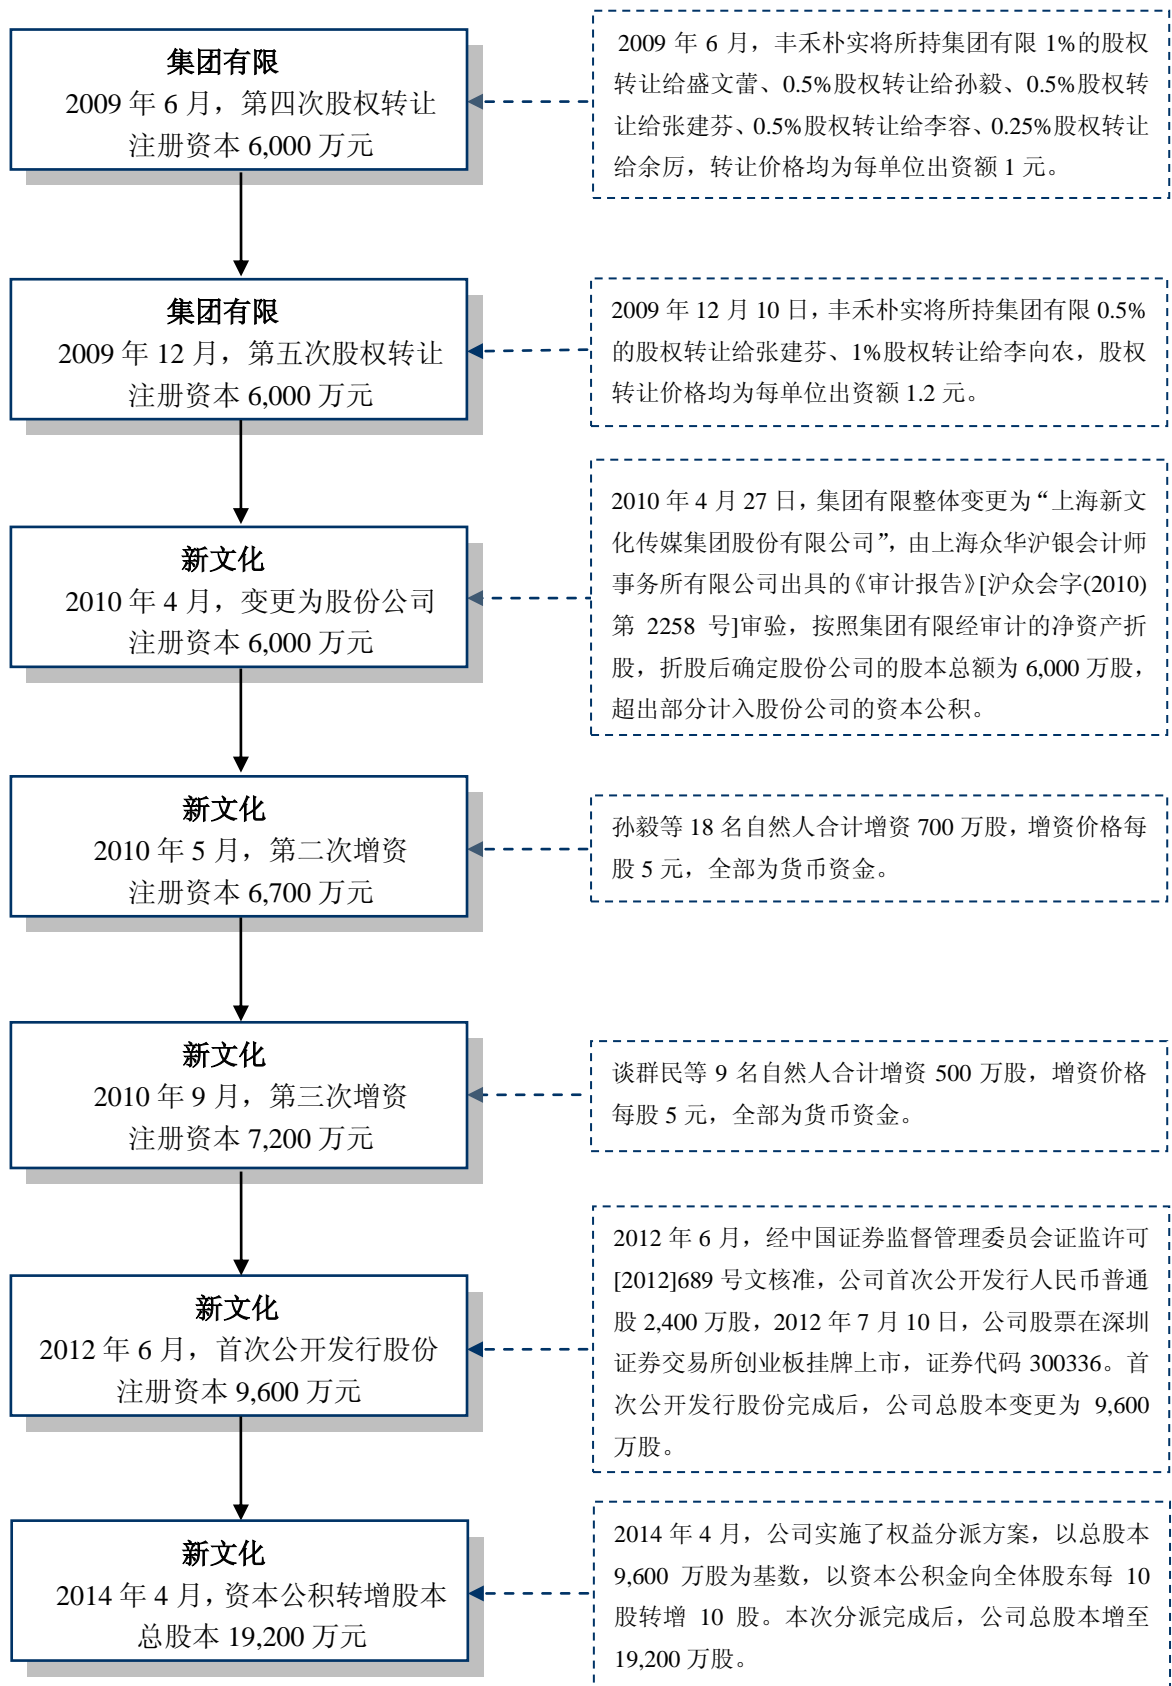 集团有限
2009 年 6 月，第四次股权转让
注册资本 6,000 万元
2009 年 6 月，丰禾朴实将所持集团有限 1%的股权
转让给盛文蕾、0.5%股权转让给孙毅、0.5%股权转
让给张建芬、0.5%股权转让给李容、0.25%股权转让
给余厉，转让价格均为每单位出资额 1 元。
集团有限
2009 年 12 月，第五次股权转让
注册资本 6,000 万元
2009 年 12 月 10 日，丰禾朴实将所持集团有限 0.5%
的股权转让给张建芬、1%股权转让给李向农，股权
转让价格均为每单位出资额 1.2 元。
新文化
2010 年 4 月，变更为股份公司
注册资本 6,000 万元
2010 年 4 月 27 日，集团有限整体变更为“上海新文
化传媒集团股份有限公司”，由上海众华沪银会计师
事务所有限公司出具的《审计报告》[沪众会字(2010)
第 2258 号]审验，按照集团有限经审计的净资产折
股，折股后确定股份公司的股本总额为 6,000 万股，
超出部分计入股份公司的资本公积。
新文化
2010 年 5 月，第二次增资
注册资本 6,700 万元
孙毅等 18 名自然人合计增资 700 万股，增资价格每
股 5 元，全部为货币资金。
新文化
2010 年 9 月，第三次增资
注册资本 7,200 万元
谈群民等 9 名自然人合计增资 500 万股，增资价格
每股 5 元，全部为货币资金。
新文化
2012 年 6 月，首次公开发行股份
注册资本 9,600 万元
2012 年 6 月，经中国证券监督管理委员会证监许可
[2012]689 号文核准，公司首次公开发行人民币普通
股 2,400 万股，2012 年 7 月 10 日，公司股票在深圳
证券交易所创业板挂牌上市，证券代码 300336。首
次公开发行股份完成后，公司总股本变更为 9,600
万股。
新文化
2014 年 4 月，资本公积转增股本
总股本 19,200 万元
2014 年 4 月，公司实施了权益分派方案，以总股本
9,600 万股为基数，以资本公积金向全体股东每 10
股转增 10 股。本次分派完成后，公司总股本增至
19,200 万股。